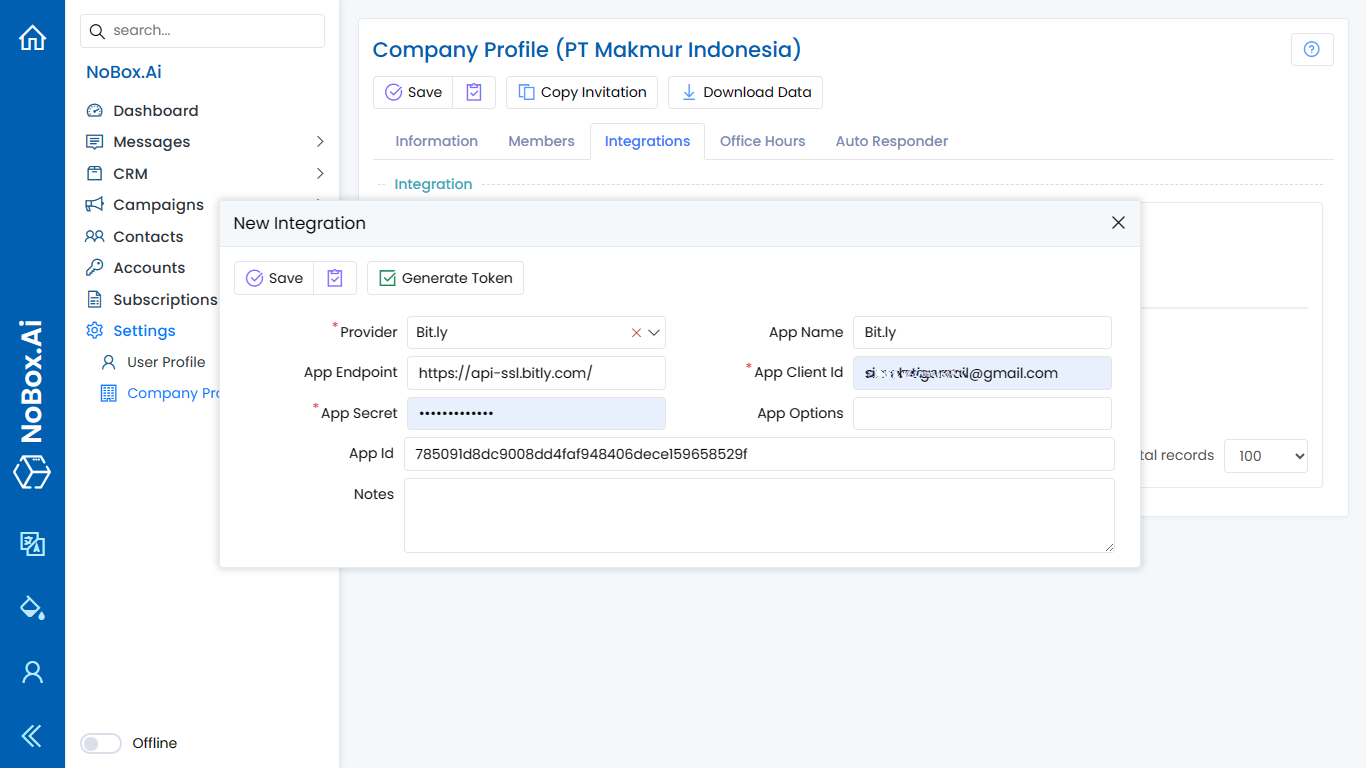 search...
NoBox.Ai
Dashboard
Messages
CRM
Campaigns
Contacts
Accounts
Subscriptions
Settings
User Profile
Company
Offline
NoBox.Ai
Company Profile (PT Makmur Indonesia)
Save
Copy Invitation
Download Data
Information
Members
Integrations
Office Hours
Auto Responder
Integration
New Integration
Save
Generate Token
*Provider
Bit.ly
App Name
Bit.ly
App Endpoint
https://api-ssl.bitly.com/
*App Client Id
@gmail.com
*App Secret
•••••••••••••
App Options
App Id
785091d8dc9008dd4faf948406dece159658529f
Notes
records
100